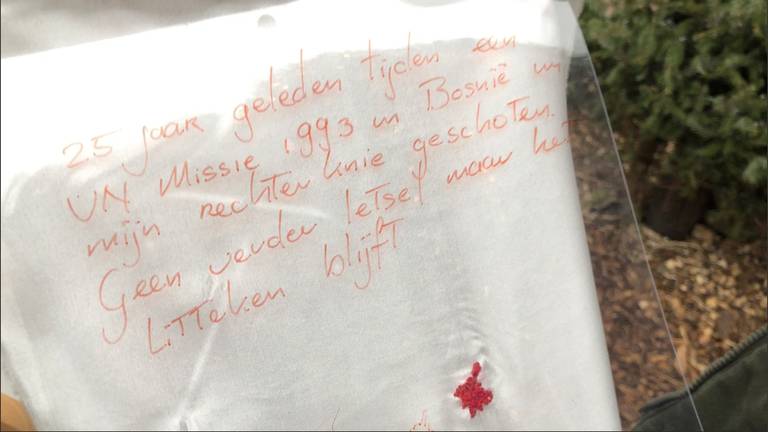 25 jaar geleden tijden een
UN Missie 1993 in Bosnië in
mijn rechter knie geschoten.
Geen verder letsel maar het
litteken blijft